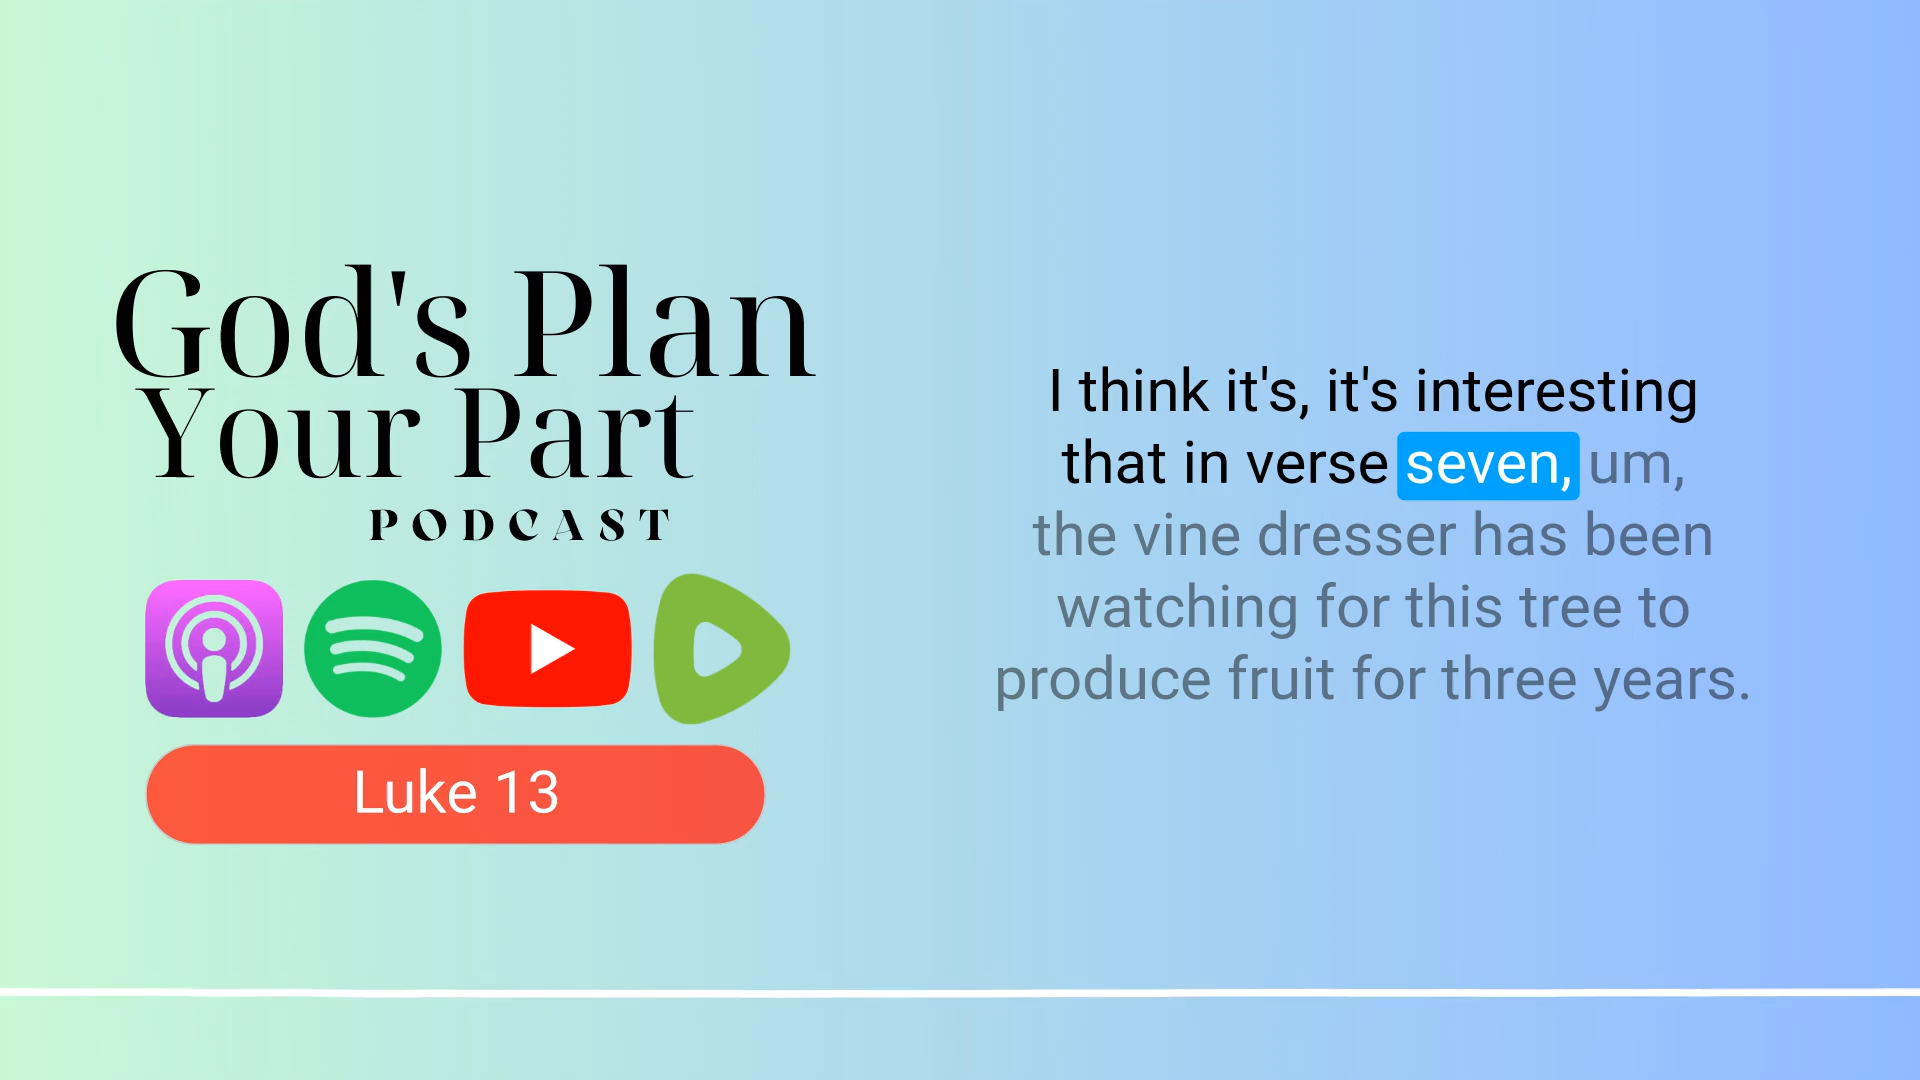 God's Plan
Your Part
PODCAST
Luke 13
I think it's, it's interesting
that in verse seven, um,
the vine dresser has been
watching for this tree to
produce fruit for three years.